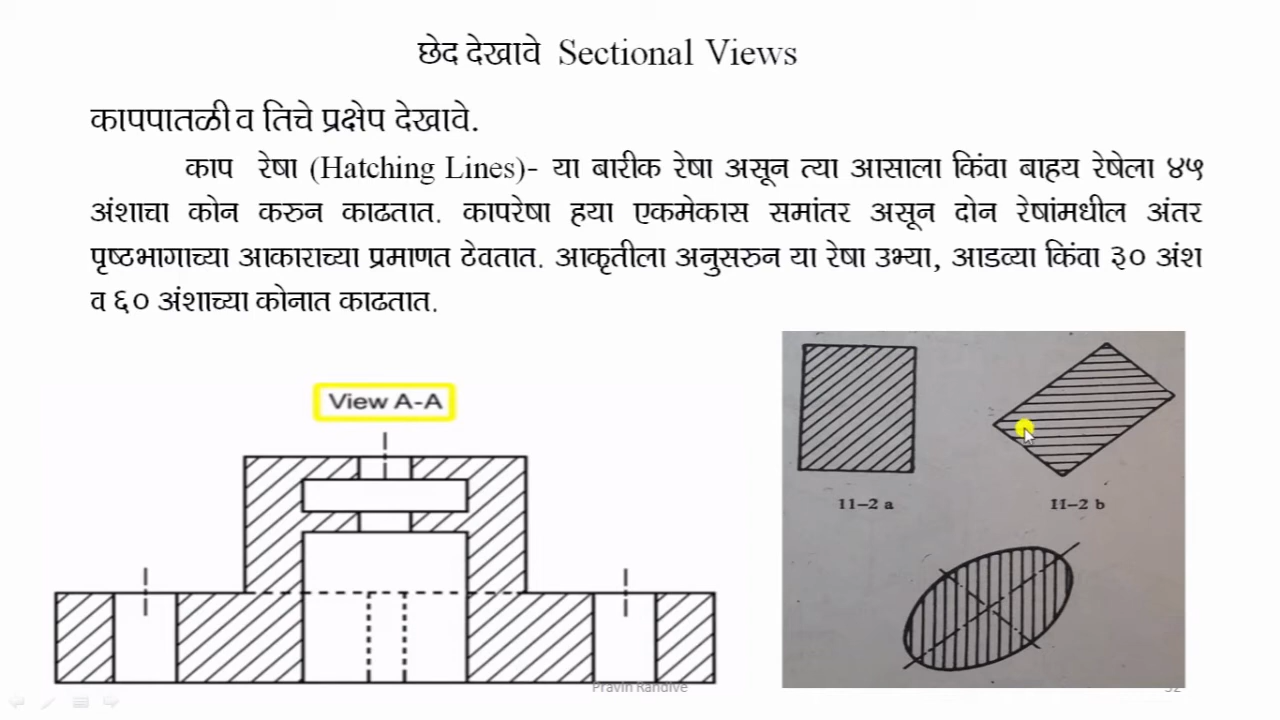 छेद देखावे Sectional Views
कापपातळी व तिचे प्रक्षेप देखावे.
काप रेषा (Hatching Lines)- या बारीक रेषा असून त्या आसाला किंवा बाहय रेषेला ४५
अंशाचा कोन करुन काढतात. कापरेषा हया एकमेकास समांतर असून दोन रेषांमधील अंतर
पृष्ठभागाच्या आकाराच्या प्रमाणत ठेवतात. आकृतीला अनुसरुन या रेषा उभ्या, आडव्या किंवा ३० अंश
व ६० अंशाच्या कोनात काढतात.
View A-A
11-2 a
11-2 b
Pravin Randive